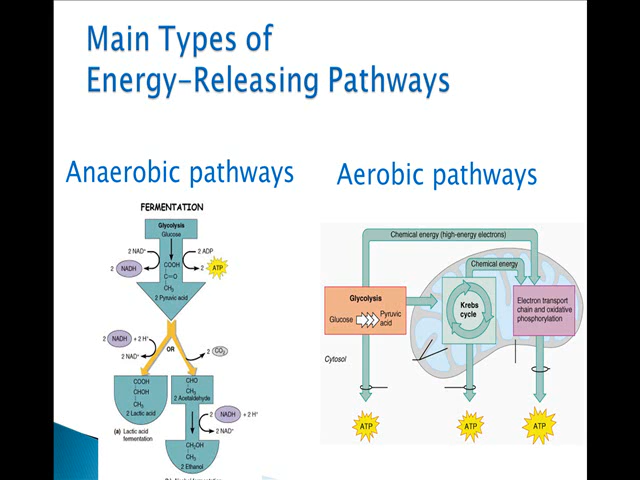 Main Types of
Energy-Releasing Pathways
Anaerobic pathways
FERMENTATION
Glycolysis
Glucose
2 NAD⁺
2 ADP
2 NADH
COOH
2 ATP
C=O
CH₃
2 Pyruvic acid
2 NADH + 2 H⁺
OR
2 NAD⁺
2 CO₂
COOH
CHOH
CH₃
2 Lactic acid
CHO
CH₃
2 Acetaldehyde
2 NADH + 2 H⁺
2 NAD⁺
(a) Lactic acid
fermentation
CH₂OH
CH₃
2 Ethanol
Aerobic pathways
Chemical energy (high-energy electrons)
Chemical energy
Glycolysis
Glucose
Pyruvic
acid
Krebs
cycle
Electron transport
chain and oxidative
phosphorylation
Cytosol
ATP
ATP
ATP